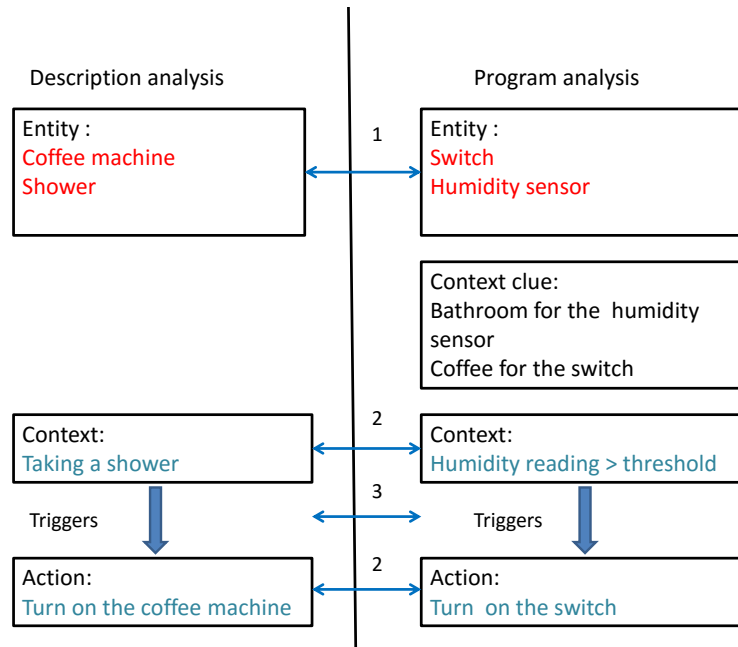 Description analysis
Program analysis
Entity :
Coffee machine
Shower
1
Entity :
Switch
Humidity sensor
Context clue:
Bathroom for the humidity
sensor
Coffee for the switch
Context:
Taking a shower
2
Context:
Humidity reading > threshold
Triggers
3
Triggers
Action:
Turn on the coffee machine
2
Action:
Turn on the switch